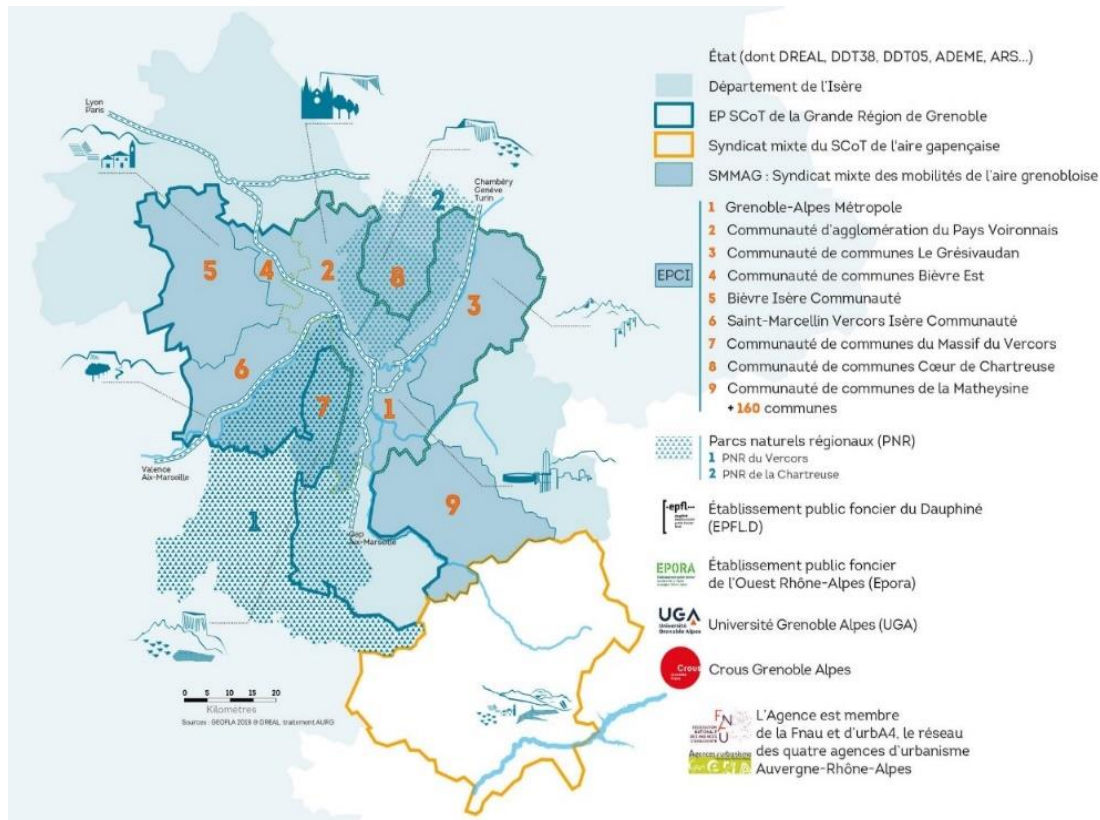 Lyon
Paris
Chambéry
Genève
Turin
2
5
4
2
8
3
6
7
1
Valence
Aix-Marseille
9
1
Gap
Aix-Marseille
0 5 10 15 20
Kilomètres
Sources : GEOFLA 2013 © DREAL, traitement AURG
État (dont DREAL, DDT38, DDT05, ADEME, ARS...)
Département de l'Isère
EP SCoT de la Grande Région de Grenoble
Syndicat mixte du SCoT de l'aire gapençaise
SMMAG : Syndicat mixte des mobilités de l'aire grenobloise
EPCI
1 Grenoble-Alpes Métropole
2 Communauté d'agglomération du Pays Voironnais
3 Communauté de communes Le Grésivaudan
4 Communauté de communes Bièvre Est
5 Bièvre Isère Communauté
6 Saint-Marcellin Vercors Isère Communauté
7 Communauté de communes du Massif du Vercors
8 Communauté de communes Cœur de Chartreuse
9 Communauté de communes de la Matheysine
+ 160 communes
Parcs naturels régionaux (PNR)
1 PNR du Vercors
2 PNR de la Chartreuse
epfl
Établissement public foncier du Dauphiné
(EPFL.D)
EPORA
Établissement public foncier
de l'Ouest Rhône-Alpes (Epora)
UGA
Université
Grenoble Alpes
Université Grenoble Alpes (UGA)
Crous
Crous Grenoble Alpes
FNAU
L'Agence est membre
de la Fnau et d'urbA4, le réseau
des quatre agences d'urbanisme
Auvergne-Rhône-Alpes